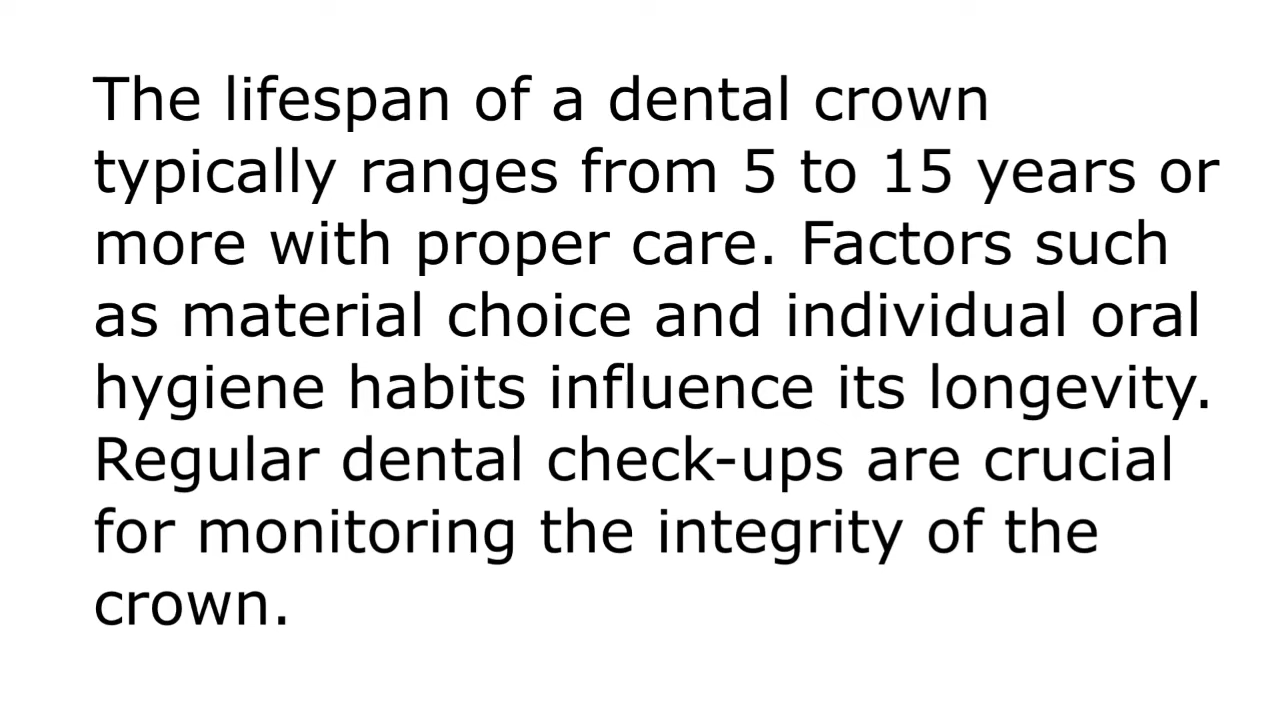 The lifespan of a dental crown
typically ranges from 5 to 15 years or
more with proper care. Factors such
as material choice and individual oral
hygiene habits influence its longevity.
Regular dental check-ups are crucial
for monitoring the integrity of the
crown.